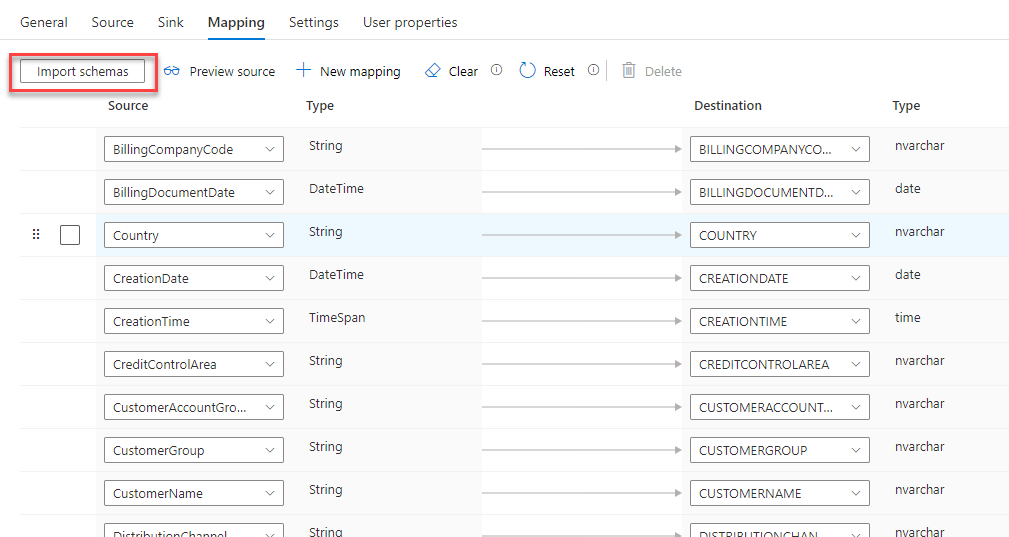 General Source Sink Mapping Settings User properties
Import schemas Preview source New mapping Clear Reset Delete
Source Type Destination Type
BillingCompanyCode String BILLINGCOMPANYCO... nvarchar
BillingDocumentDate DateTime BILLINGDOCUMENTD... date
Country String COUNTRY nvarchar
CreationDate DateTime CREATIONDATE date
CreationTime TimeSpan CREATIONTIME time
CreditControlArea String CREDITCONTROLAREA nvarchar
CustomerAccountGro... String CUSTOMERACCOUNT... nvarchar
CustomerGroup String CUSTOMERGROUP nvarchar
CustomerName String CUSTOMERNAME nvarchar
DistributionChannel String DISTRIBUTIONCHAN... nvarchar